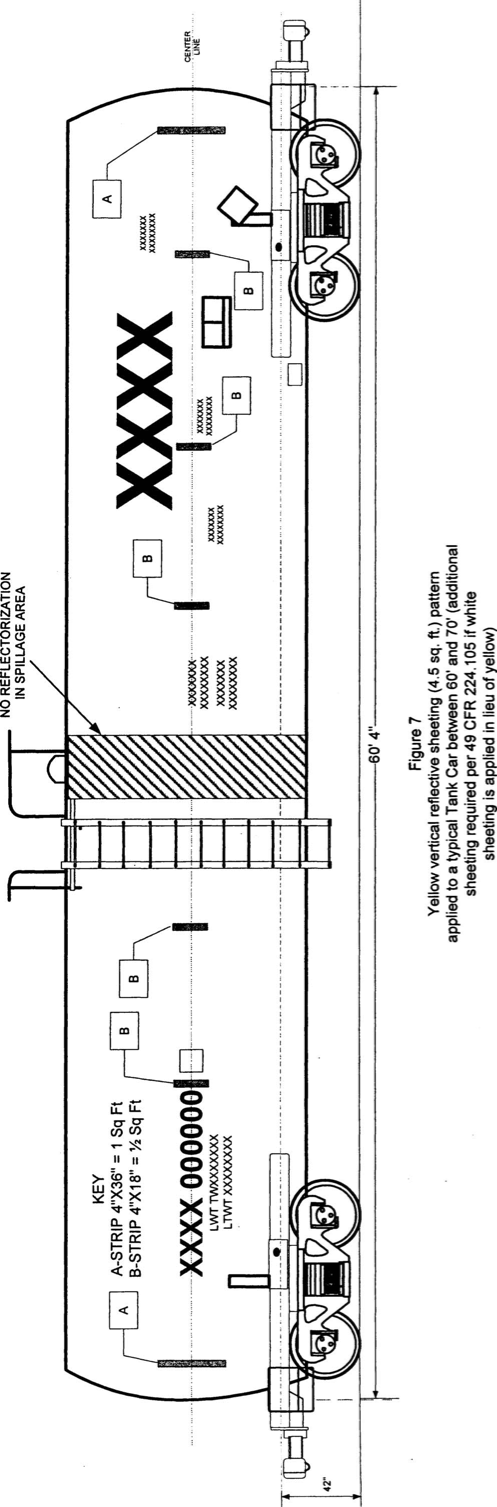 NO REFLECTORIZATION
IN SPILLAGE AREA
CENTER
LINE
KEY
A-STRIP 4"X36" = 1 Sq Ft
B-STRIP 4"X18" = ½ Sq Ft
A
B
B
B
B
B
A
XXXX 000000
LWT TWXXXXXXX
LTWT XXXXXXXX
XXXXXXX
XXXXXXXX
XXXXXXX
XXXXXXXX
XXXXXXX
XXXXXXXX
XXXX
XXXXXXX
XXXXXXXX
XXXXXXX
XXXXXXXX
42"
60' 4"
Figure 7
Yellow vertical reflective sheeting (4.5 sq. ft.) pattern
applied to a typical Tank Car between 60' and 70' (additional
sheeting required per 49 CFR 224.105 if white
sheeting is applied in lieu of yellow)